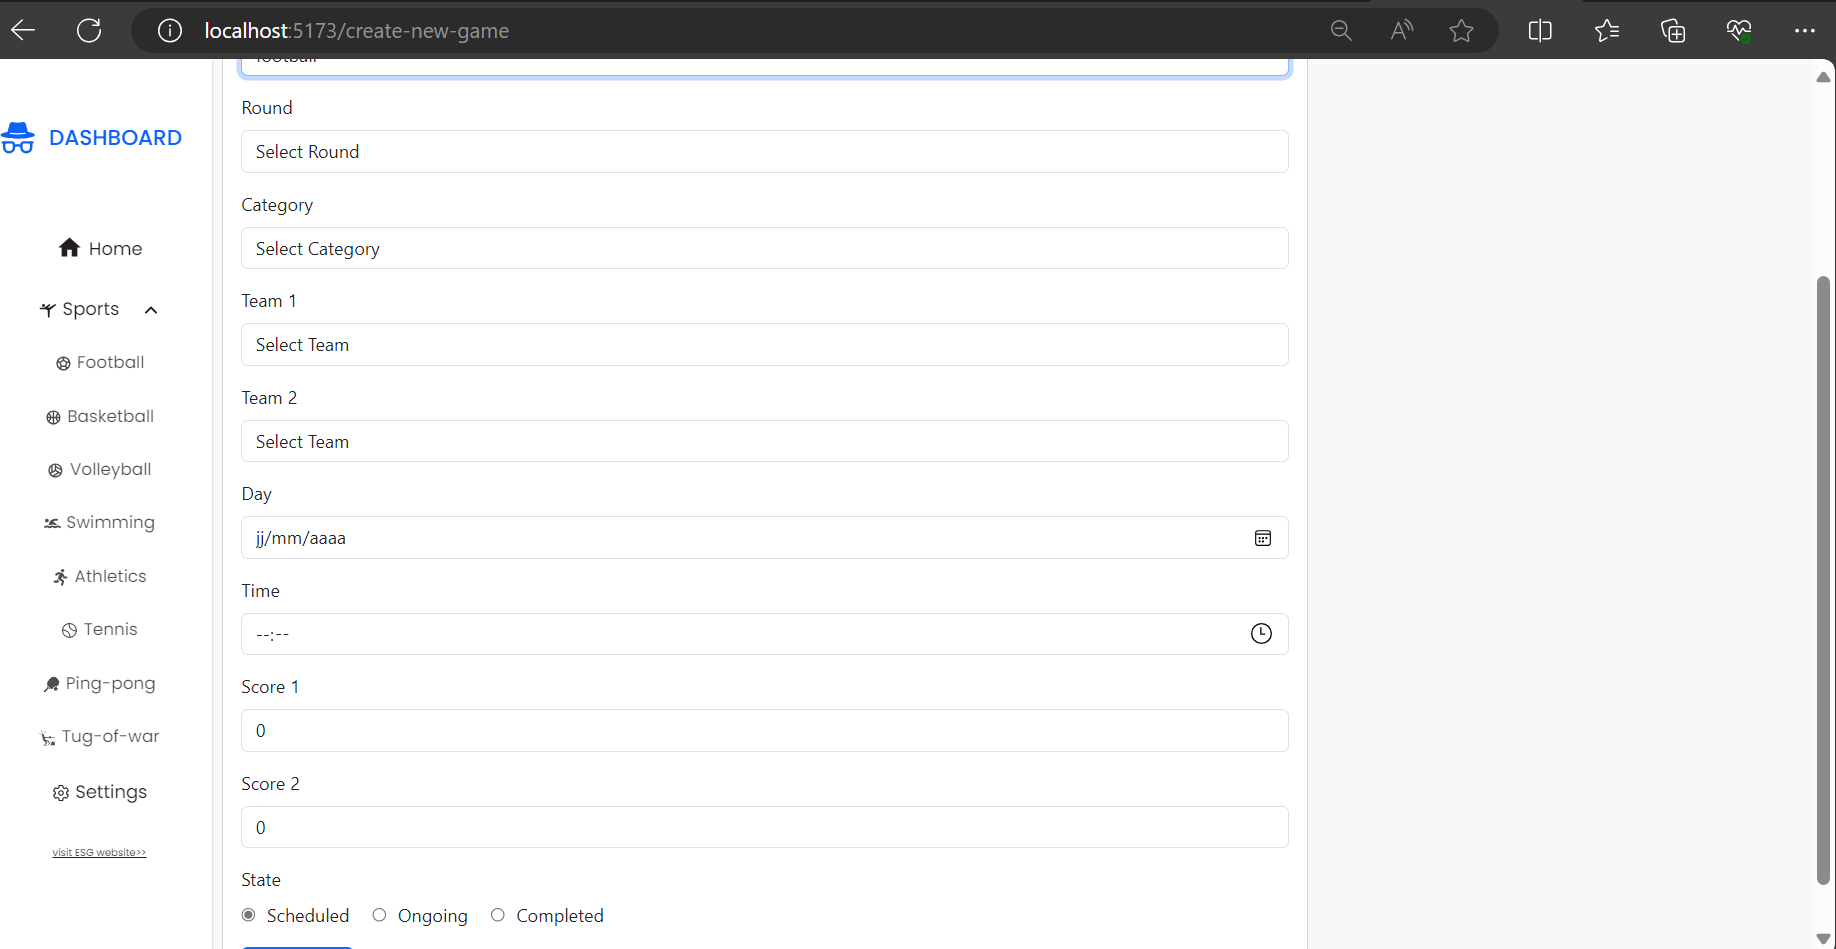 localhost:5173/create-new-game
football
DASHBOARD
Home
Sports
Football
Basketball
Volleyball
Swimming
Athletics
Tennis
Ping-pong
Tug-of-war
Settings
visit ESG website>>
Round
Select Round
Category
Select Category
Team 1
Select Team
Team 2
Select Team
Day
jj/mm/aaaa
Time
--:--
Score 1
0
Score 2
0
State
Scheduled Ongoing Completed